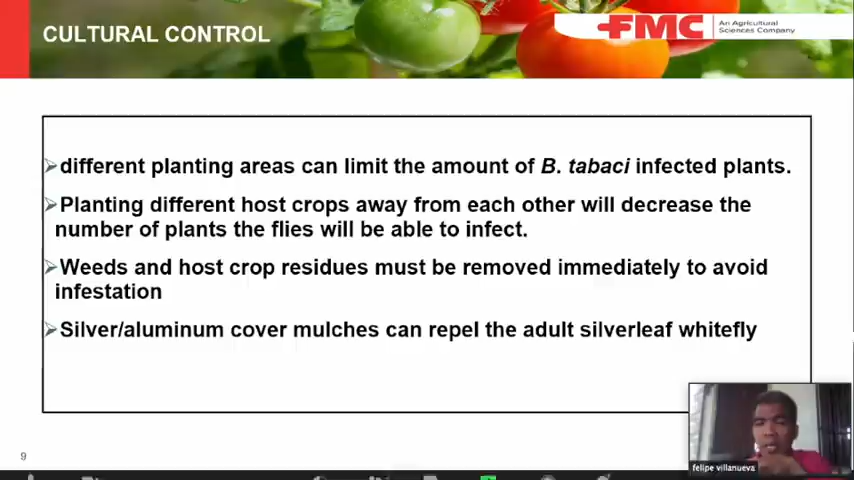 CULTURAL CONTROL
FMC
An Agricultural
Sciences Company
different planting areas can limit the amount of B. tabaci infected plants.
Planting different host crops away from each other will decrease the
number of plants the flies will be able to infect.
Weeds and host crop residues must be removed immediately to avoid
infestation
Silver/aluminum cover mulches can repel the adult silverleaf whitefly
9
felipe villanueva